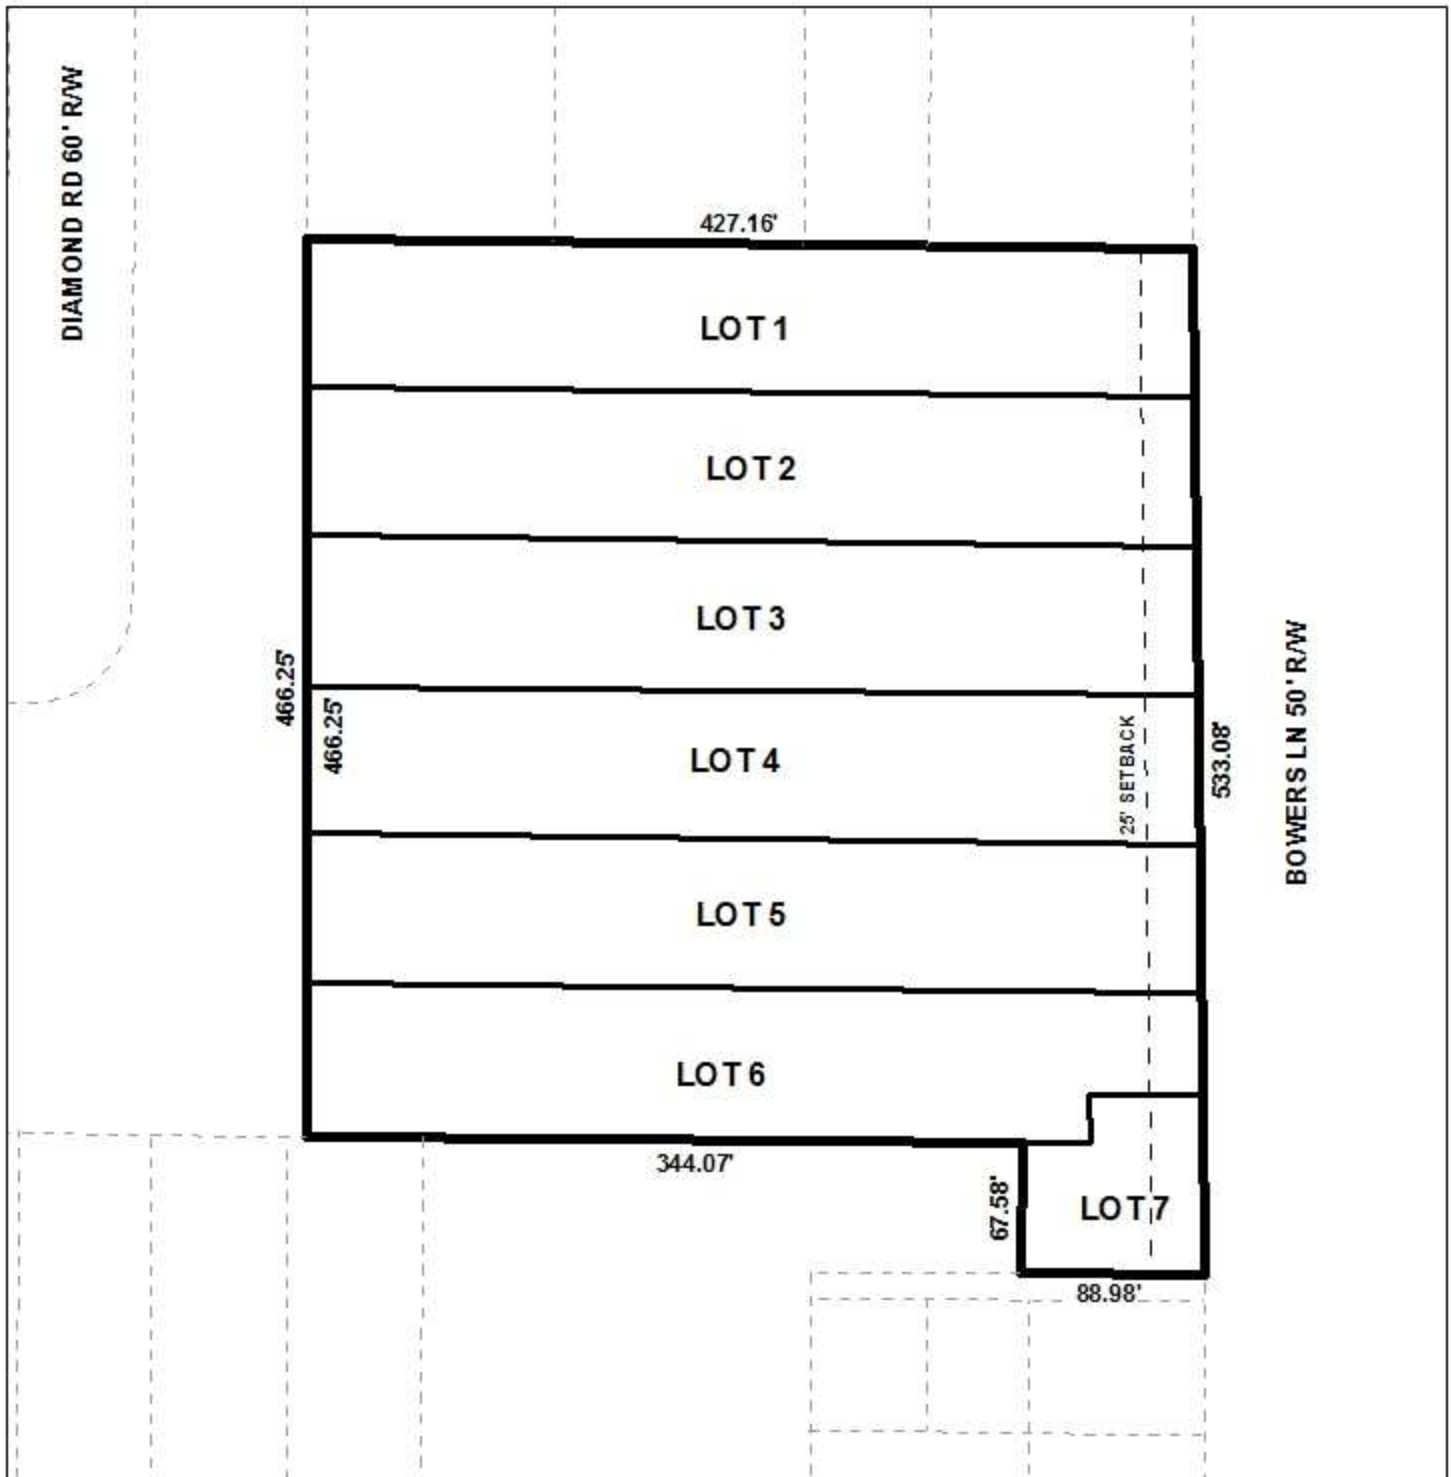 DIAMOND RD 60' R/W
427.16'
LOT 1
LOT 2
LOT 3
466.25'
466.25'
LOT 4
25' SETBACK
533.08'
BOWERS LN 50' R/W
LOT 5
LOT 6
344.07'
67.58'
LOT 7
88.98'